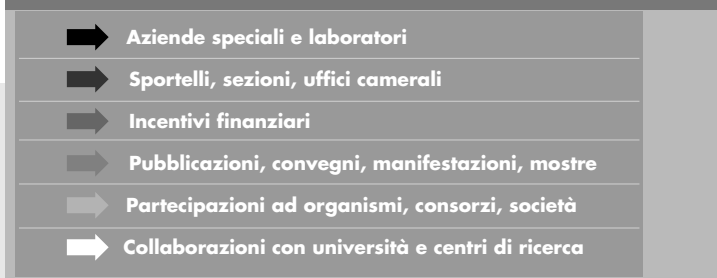 Aziende speciali e laboratori
Sportelli, sezioni, uffici camerali
Incentivi finanziari
Pubblicazioni, convegni, manifestazioni, mostre
Partecipazioni ad organismi, consorzi, società
Collaborazioni con università e centri di ricerca